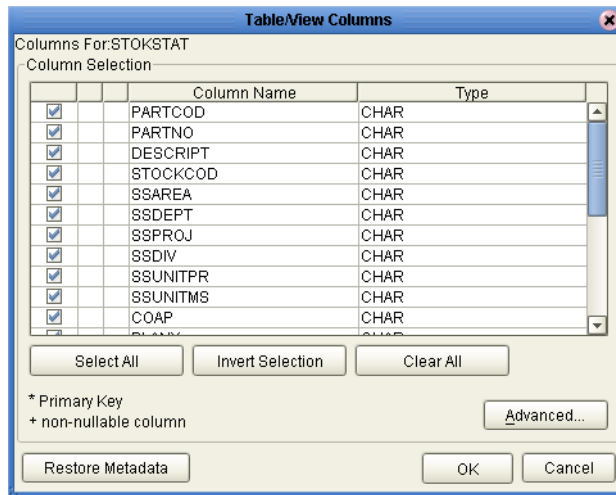 Table/View Columns
Columns For:STOKSTAT
Column Selection
Column Name Type
PARTCOD CHAR
PARTNO CHAR
DESCRIPT CHAR
STOCKCOD CHAR
SSAREA CHAR
SSDEPT CHAR
SSPROJ CHAR
SSDIV CHAR
SSUNITPR CHAR
SSUNITMS CHAR
COAP CHAR
Select All Invert Selection Clear All
* Primary Key
+ non-nullable column
Advanced...
Restore Metadata OK Cancel